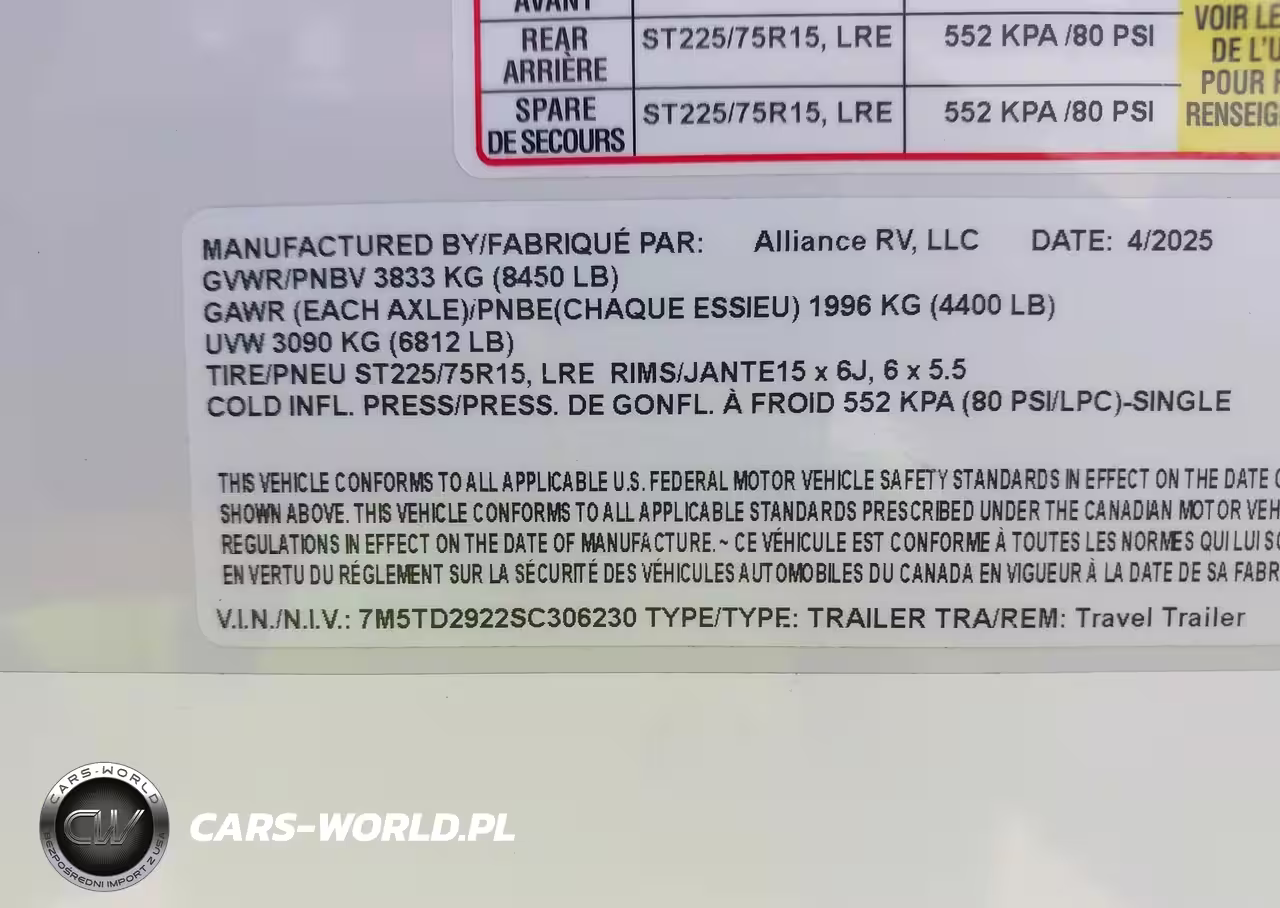 AVANT
REAR ST225/75R15, LRE 552 KPA /80 PSI
ARRIÈRE
SPARE ST225/75R15, LRE 552 KPA /80 PSI
DE SECOURS
VOIR LE
DE L'U
POUR
RENSEIG
MANUFACTURED BY/FABRIQUÉ PAR: Alliance RV, LLC DATE: 4/2025
GVWR/PNBV 3833 KG (8450 LB)
GAWR (EACH AXLE)/PNBE(CHAQUE ESSIEU) 1996 KG (4400 LB)
UVW 3090 KG (6812 LB)
TIRE/PNEU ST225/75R15, LRE RIMS/JANTE15 x 6J, 6 x 5.5
COLD INFL. PRESS/PRESS. DE GONFL. À FROID 552 KPA (80 PSI/LPC)-SINGLE
THIS VEHICLE CONFORMS TO ALL APPLICABLE U.S. FEDERAL MOTOR VEHICLE SAFETY STANDARDS IN EFFECT ON THE DATE
SHOWN ABOVE. THIS VEHICLE CONFORMS TO ALL APPLICABLE STANDARDS PRESCRIBED UNDER THE CANADIAN MOTOR VEH
REGULATIONS IN EFFECT ON THE DATE OF MANUFACTURE. ~ CE VÉHICULE EST CONFORME À TOUTES LES NORMES QUI LUI SO
EN VERTU DU RÉGLEMENT SUR LA SÉCURITÉ DES VÉHICULES AUTOMOBILES DU CANADA EN VIGUEUR À LA DATE DE SA FABR
V.I.N./N.I.V.: 7M5TD2922SC306230 TYPE/TYPE: TRAILER TRA/REM: Travel Trailer
CARS-WORLD
CW
BEZPOŚREDNI IMPORT Z USA
CARS-WORLD.PL